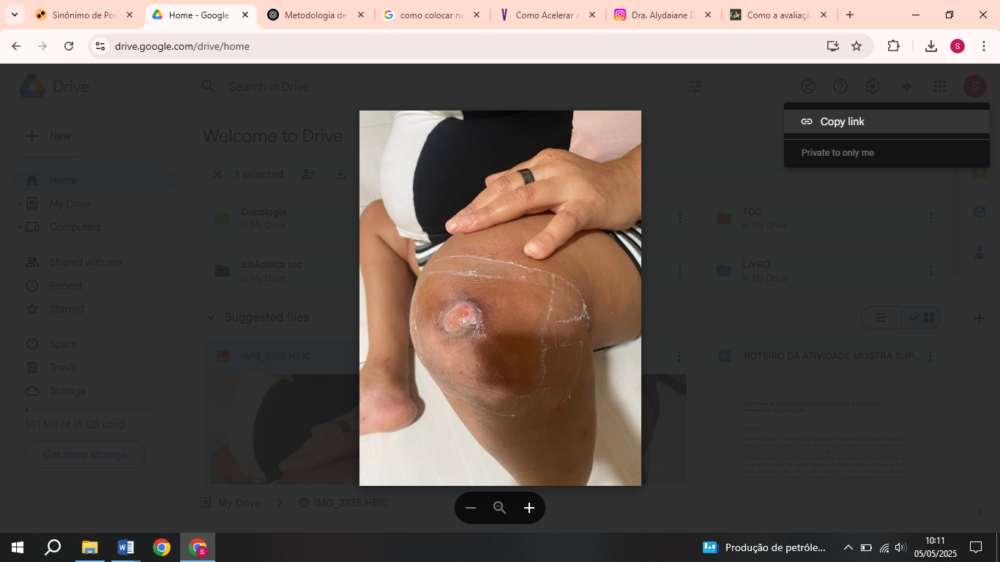 Sinônimo de Pos
Home - Google
Metodologia de
como colocar no
Como Acelerar a
Dra. Alydaiane D
Como a avaliaçã
drive.google.com/drive/home
S
Drive
Search in Drive
S
Copy link
Private to only me
New
Welcome to Drive
1 selected
Home
My Drive
Computers
Oncologia
In My Drive
TCC
In My Drive
Shared with me
Recent
Starred
Biblioteca tcc
In My Drive
LIVRO
In My Drive
Suggested files
Spam
Trash
Storage
581 MB of 15 GB used
Get more storage
IMG_2335.HEIC
ROTEIRO DA ATIVIDADE MOSTRA SUP...
My Drive
IMG_2335.HEIC
Produção de petróle...
10:11
05/05/2025